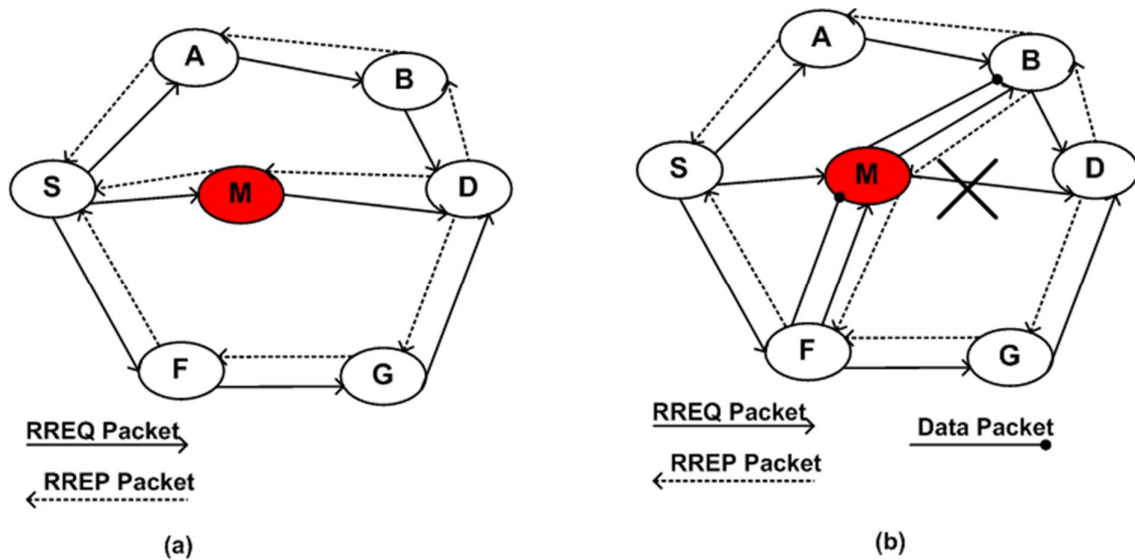 A
B
S
M
D
F
G
RREQ Packet
RREP Packet
(a)
A
B
S
M
D
F
G
RREQ Packet
Data Packet
RREP Packet
(b)